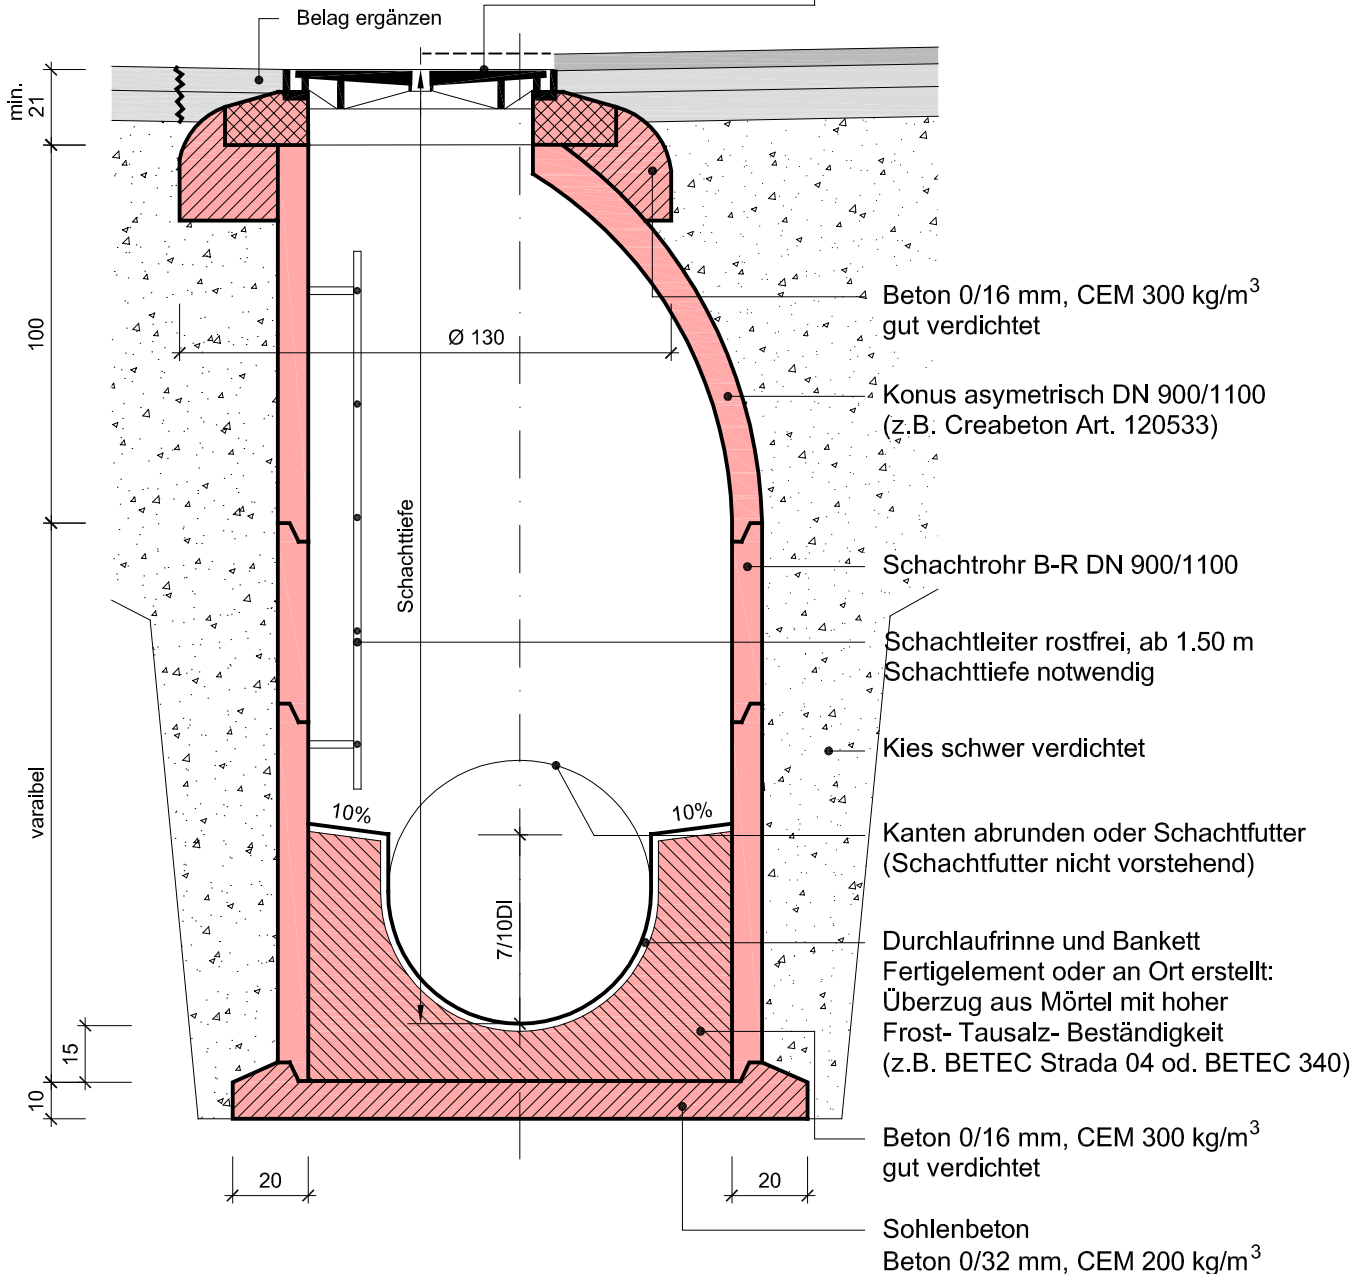 Belag ergänzen
min.
21
100
Ø 130
Beton 0/16 mm, CEM 300 kg/m³
gut verdichtet
Konus asymetrisch DN 900/1100
(z.B. Creabeton Art. 120533)
Schachttiefe
Schachtrohr B-R DN 900/1100
Schachtleiter rostfrei, ab 1.50 m
Schachttiefe notwendig
Kies schwer verdichtet
varaibel
10%
10%
Kanten abrunden oder Schachtfutter
(Schachtfutter nicht vorstehend)
7/10DI
Durchlaufrinne und Bankett
Fertigelement oder an Ort erstellt:
Überzug aus Mörtel mit hoher
Frost- Tausalz- Beständigkeit
(z.B. BETEC Strada 04 od. BETEC 340)
15
10
Beton 0/16 mm, CEM 300 kg/m³
gut verdichtet
20
20
Sohlenbeton
Beton 0/32 mm, CEM 200 kg/m³